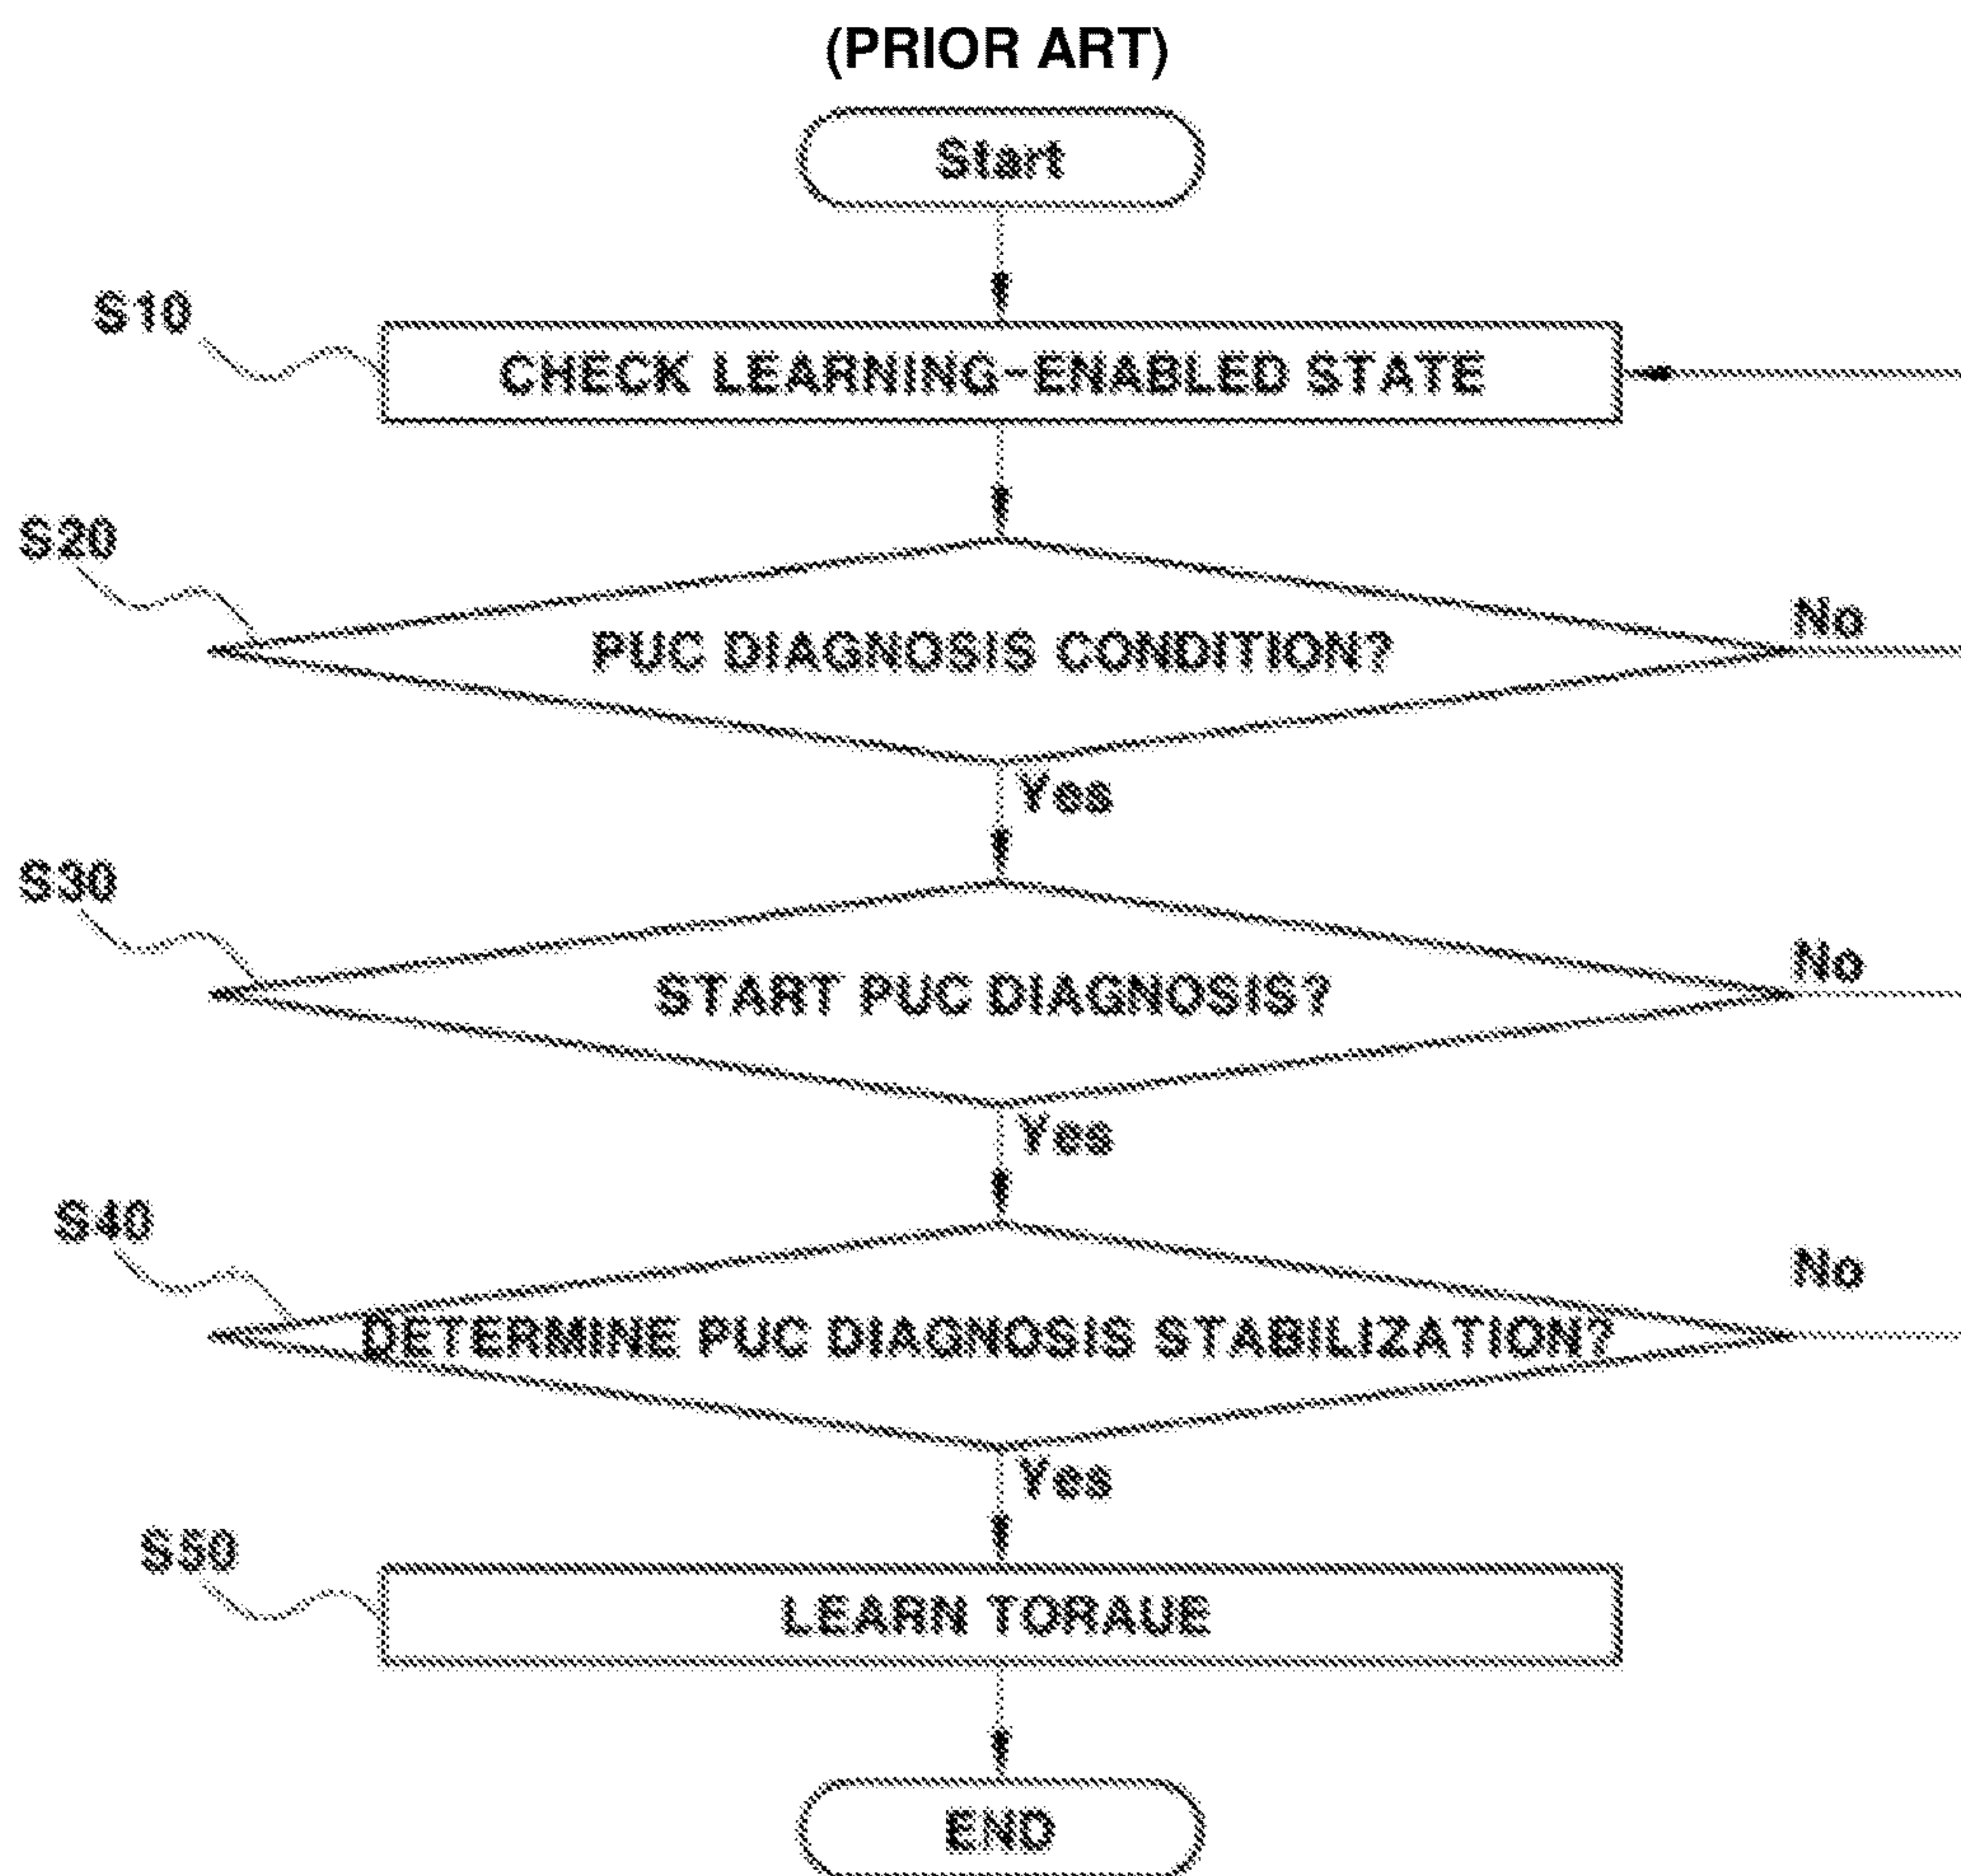 (PRIOR ART)
Start
S10
CHECK LEARNING-ENABLED STATE
S20
PUC DIAGNOSIS CONDITION?
No
Yes
S30
START PUC DIAGNOSIS?
No
Yes
S40
DETERMINE PUC DIAGNOSIS STABILIZATION?
No
Yes
S50
LEARN TORAUE
END